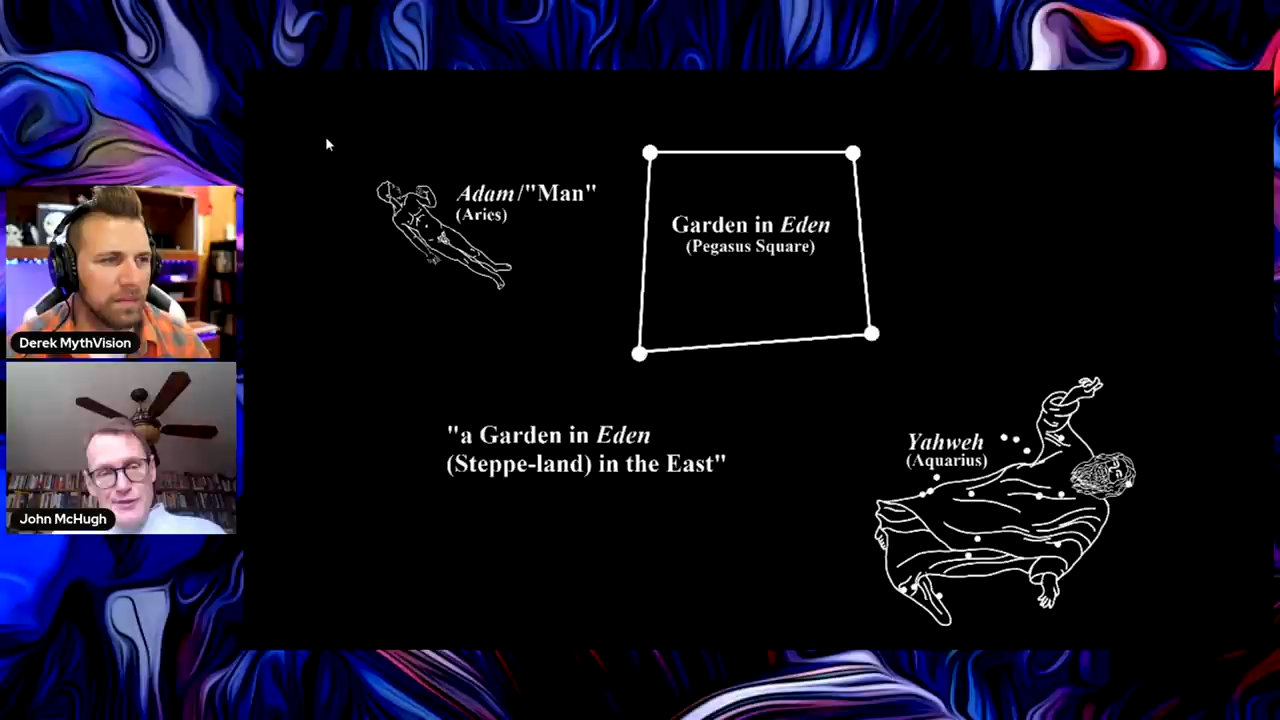 Adam/"Man"
(Aries)
Garden in Eden
(Pegasus Square)
Derek MythVision
"a Garden in Eden
(Steppe-land) in the East"
Yahweh
(Aquarius)
John McHugh